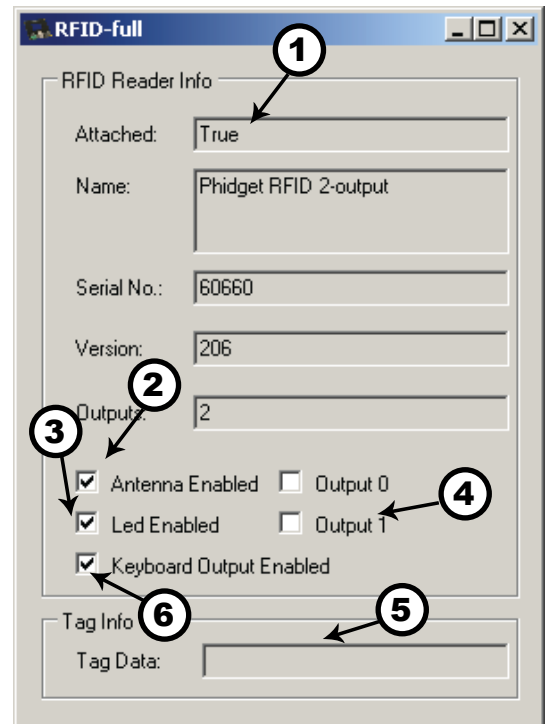 RFID-full
1
RFID Reader Info
Attached: True
Name: Phidget RFID 2-output
Serial No.: 60660
Version: 206
2
Outputs: 2
3
Antenna Enabled Output 0
4
Led Enabled Output 1
Keyboard Output Enabled
6
5
Tag Info
Tag Data: